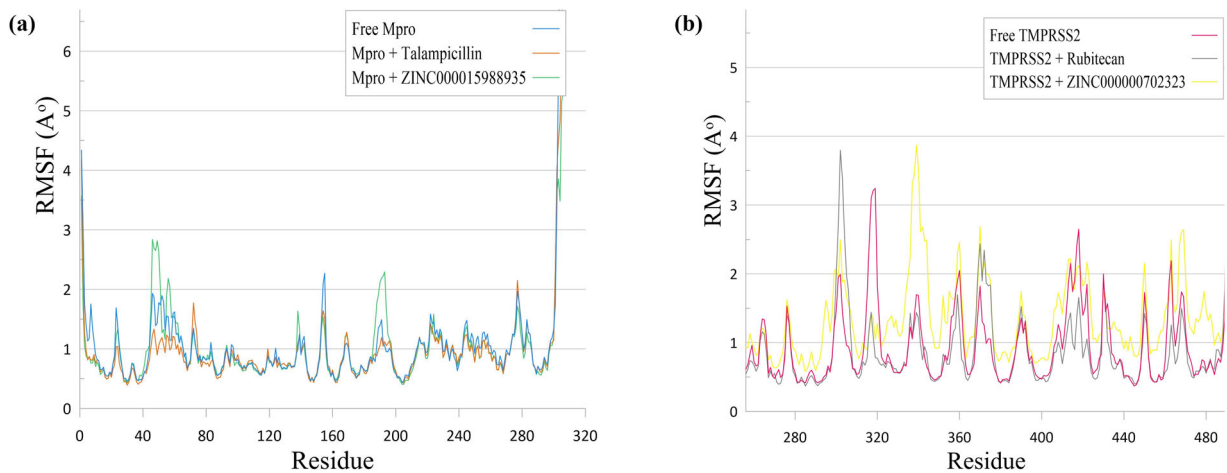 (a)
RMSF (Aº)
6
5
4
3
2
1
0
Free Mpro
Mpro + Talampicillin
Mpro + ZINC000015988935
0 40 80 120 160 200 240 280 320
Residue
(b)
RMSF (Aº)
5
4
3
2
1
0
Free TMPRSS2
TMPRSS2 + Rubitecan
TMPRSS2 + ZINC000000702323
280 320 360 400 440 480
Residue